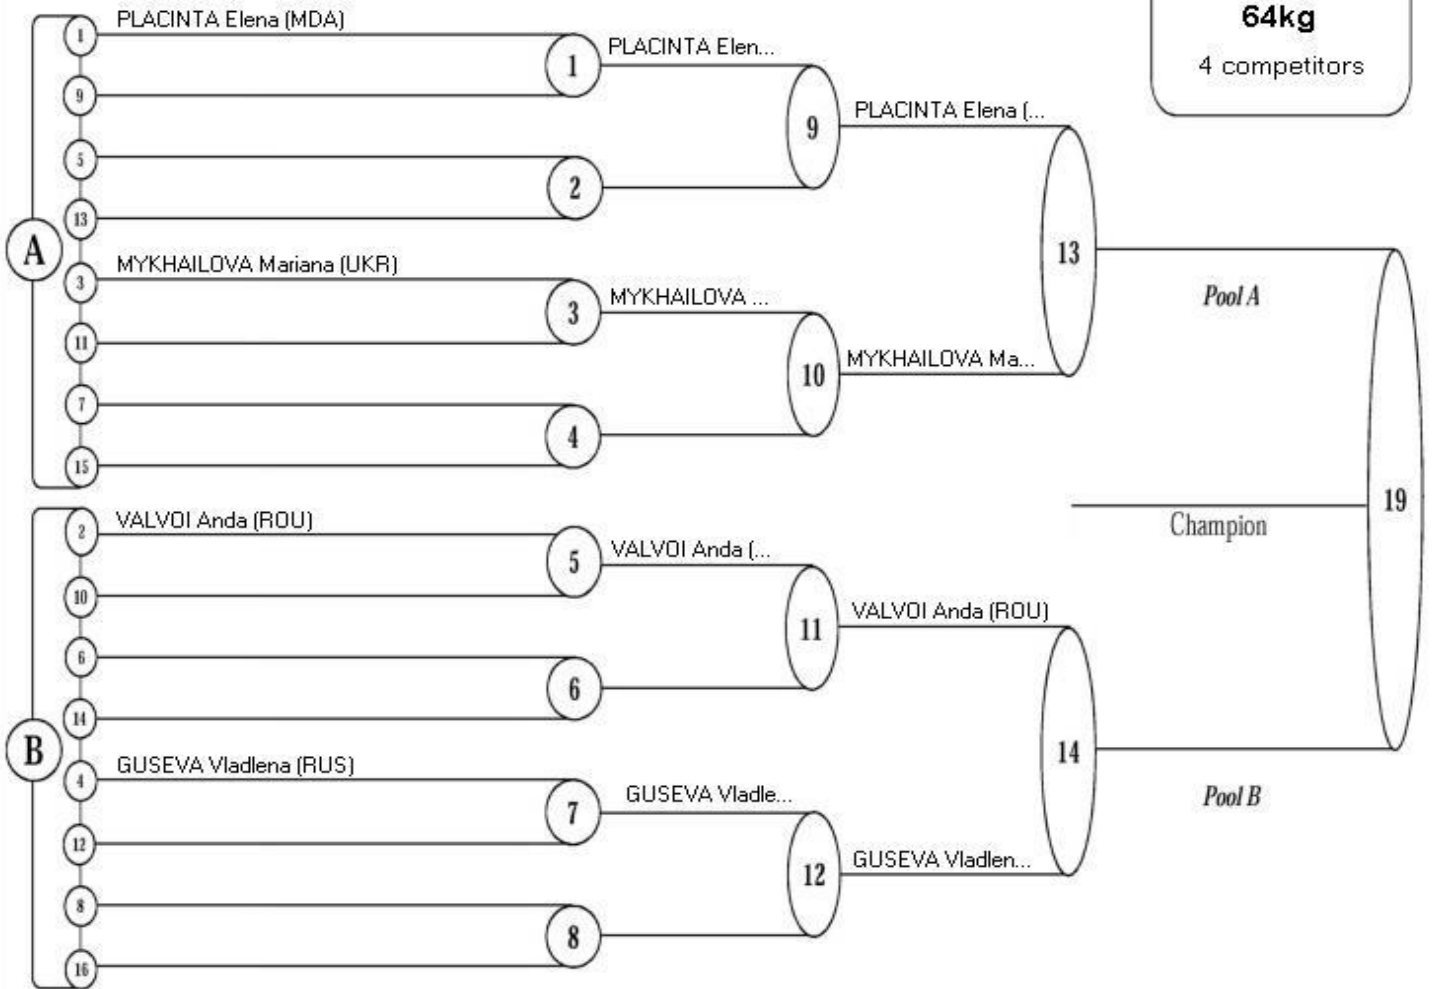 64kg
4 competitors
A
1
PLACINTA Elena (MDA)
9
5
13
3
MYKHAILOVA Mariana (UKR)
11
7
15
B
2
VALVOI Anda (ROU)
10
6
14
4
GUSEVA Vladlena (RUS)
12
8
16
1
PLACINTA Elen...
2
3
MYKHAILOVA ...
4
5
VALVOI Anda (...
6
7
GUSEVA Vladle...
8
9
PLACINTA Elena (...
10
MYKHAILOVA Ma...
11
VALVOI Anda (ROU)
12
GUSEVA Vladlen...
13
Pool A
14
Pool B
19
Champion